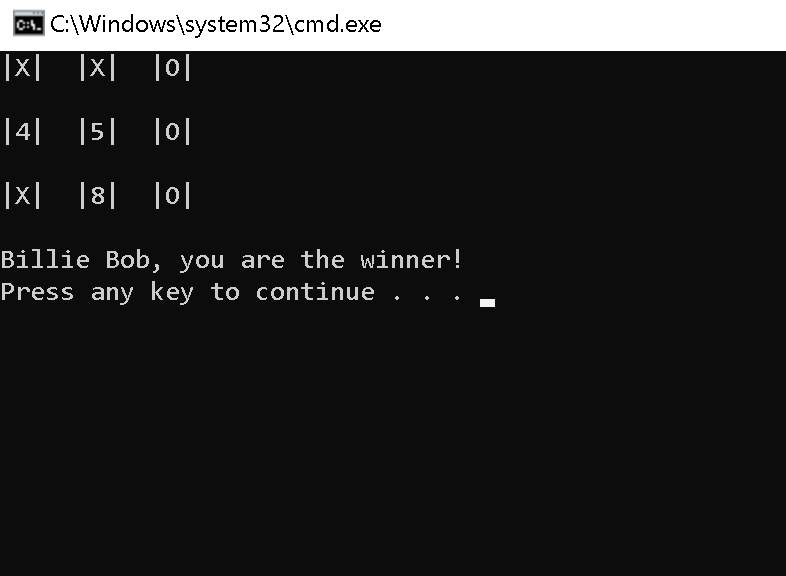 C:\Windows\system32\cmd.exe
|X|  |X|  |O|
|4|  |5|  |O|
|X|  |8|  |O|
Billie Bob, you are the winner!
Press any key to continue . . .